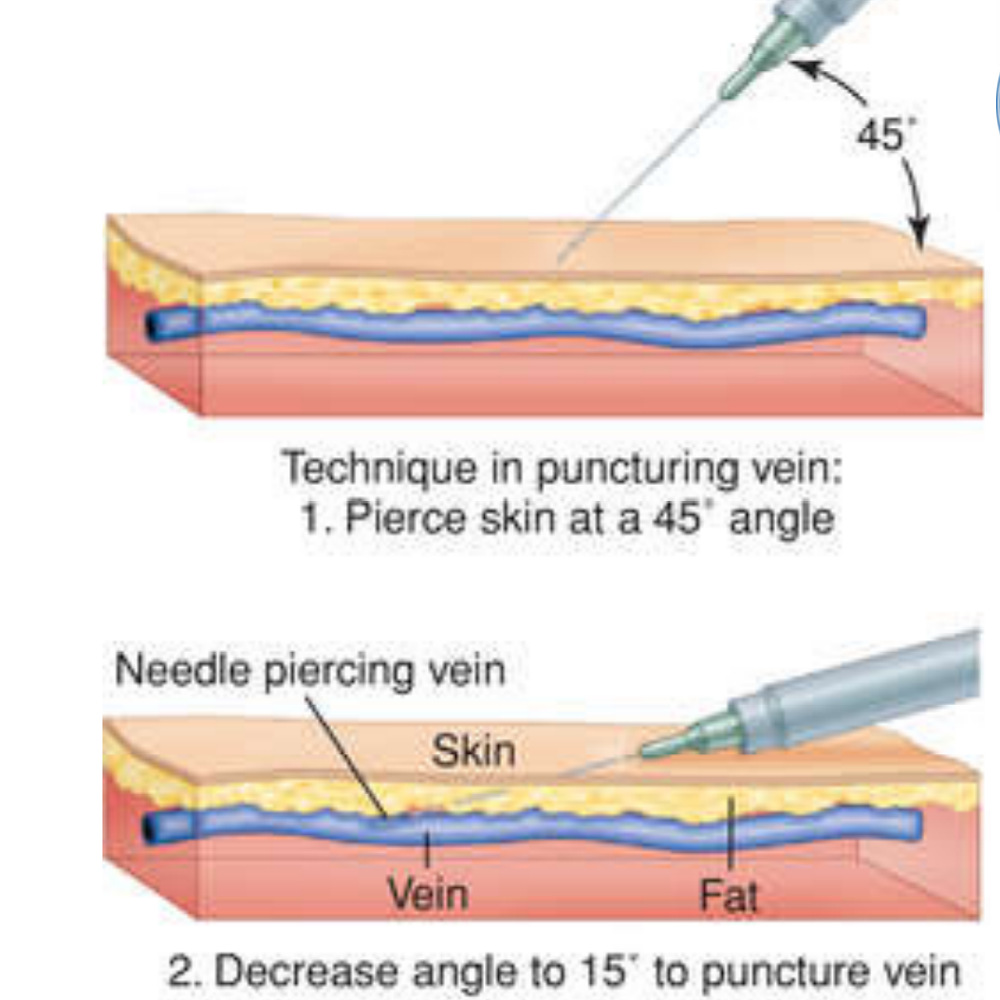 45°
Technique in puncturing vein:
1. Pierce skin at a 45° angle
Needle piercing vein
Skin
Vein
Fat
2. Decrease angle to 15° to puncture vein